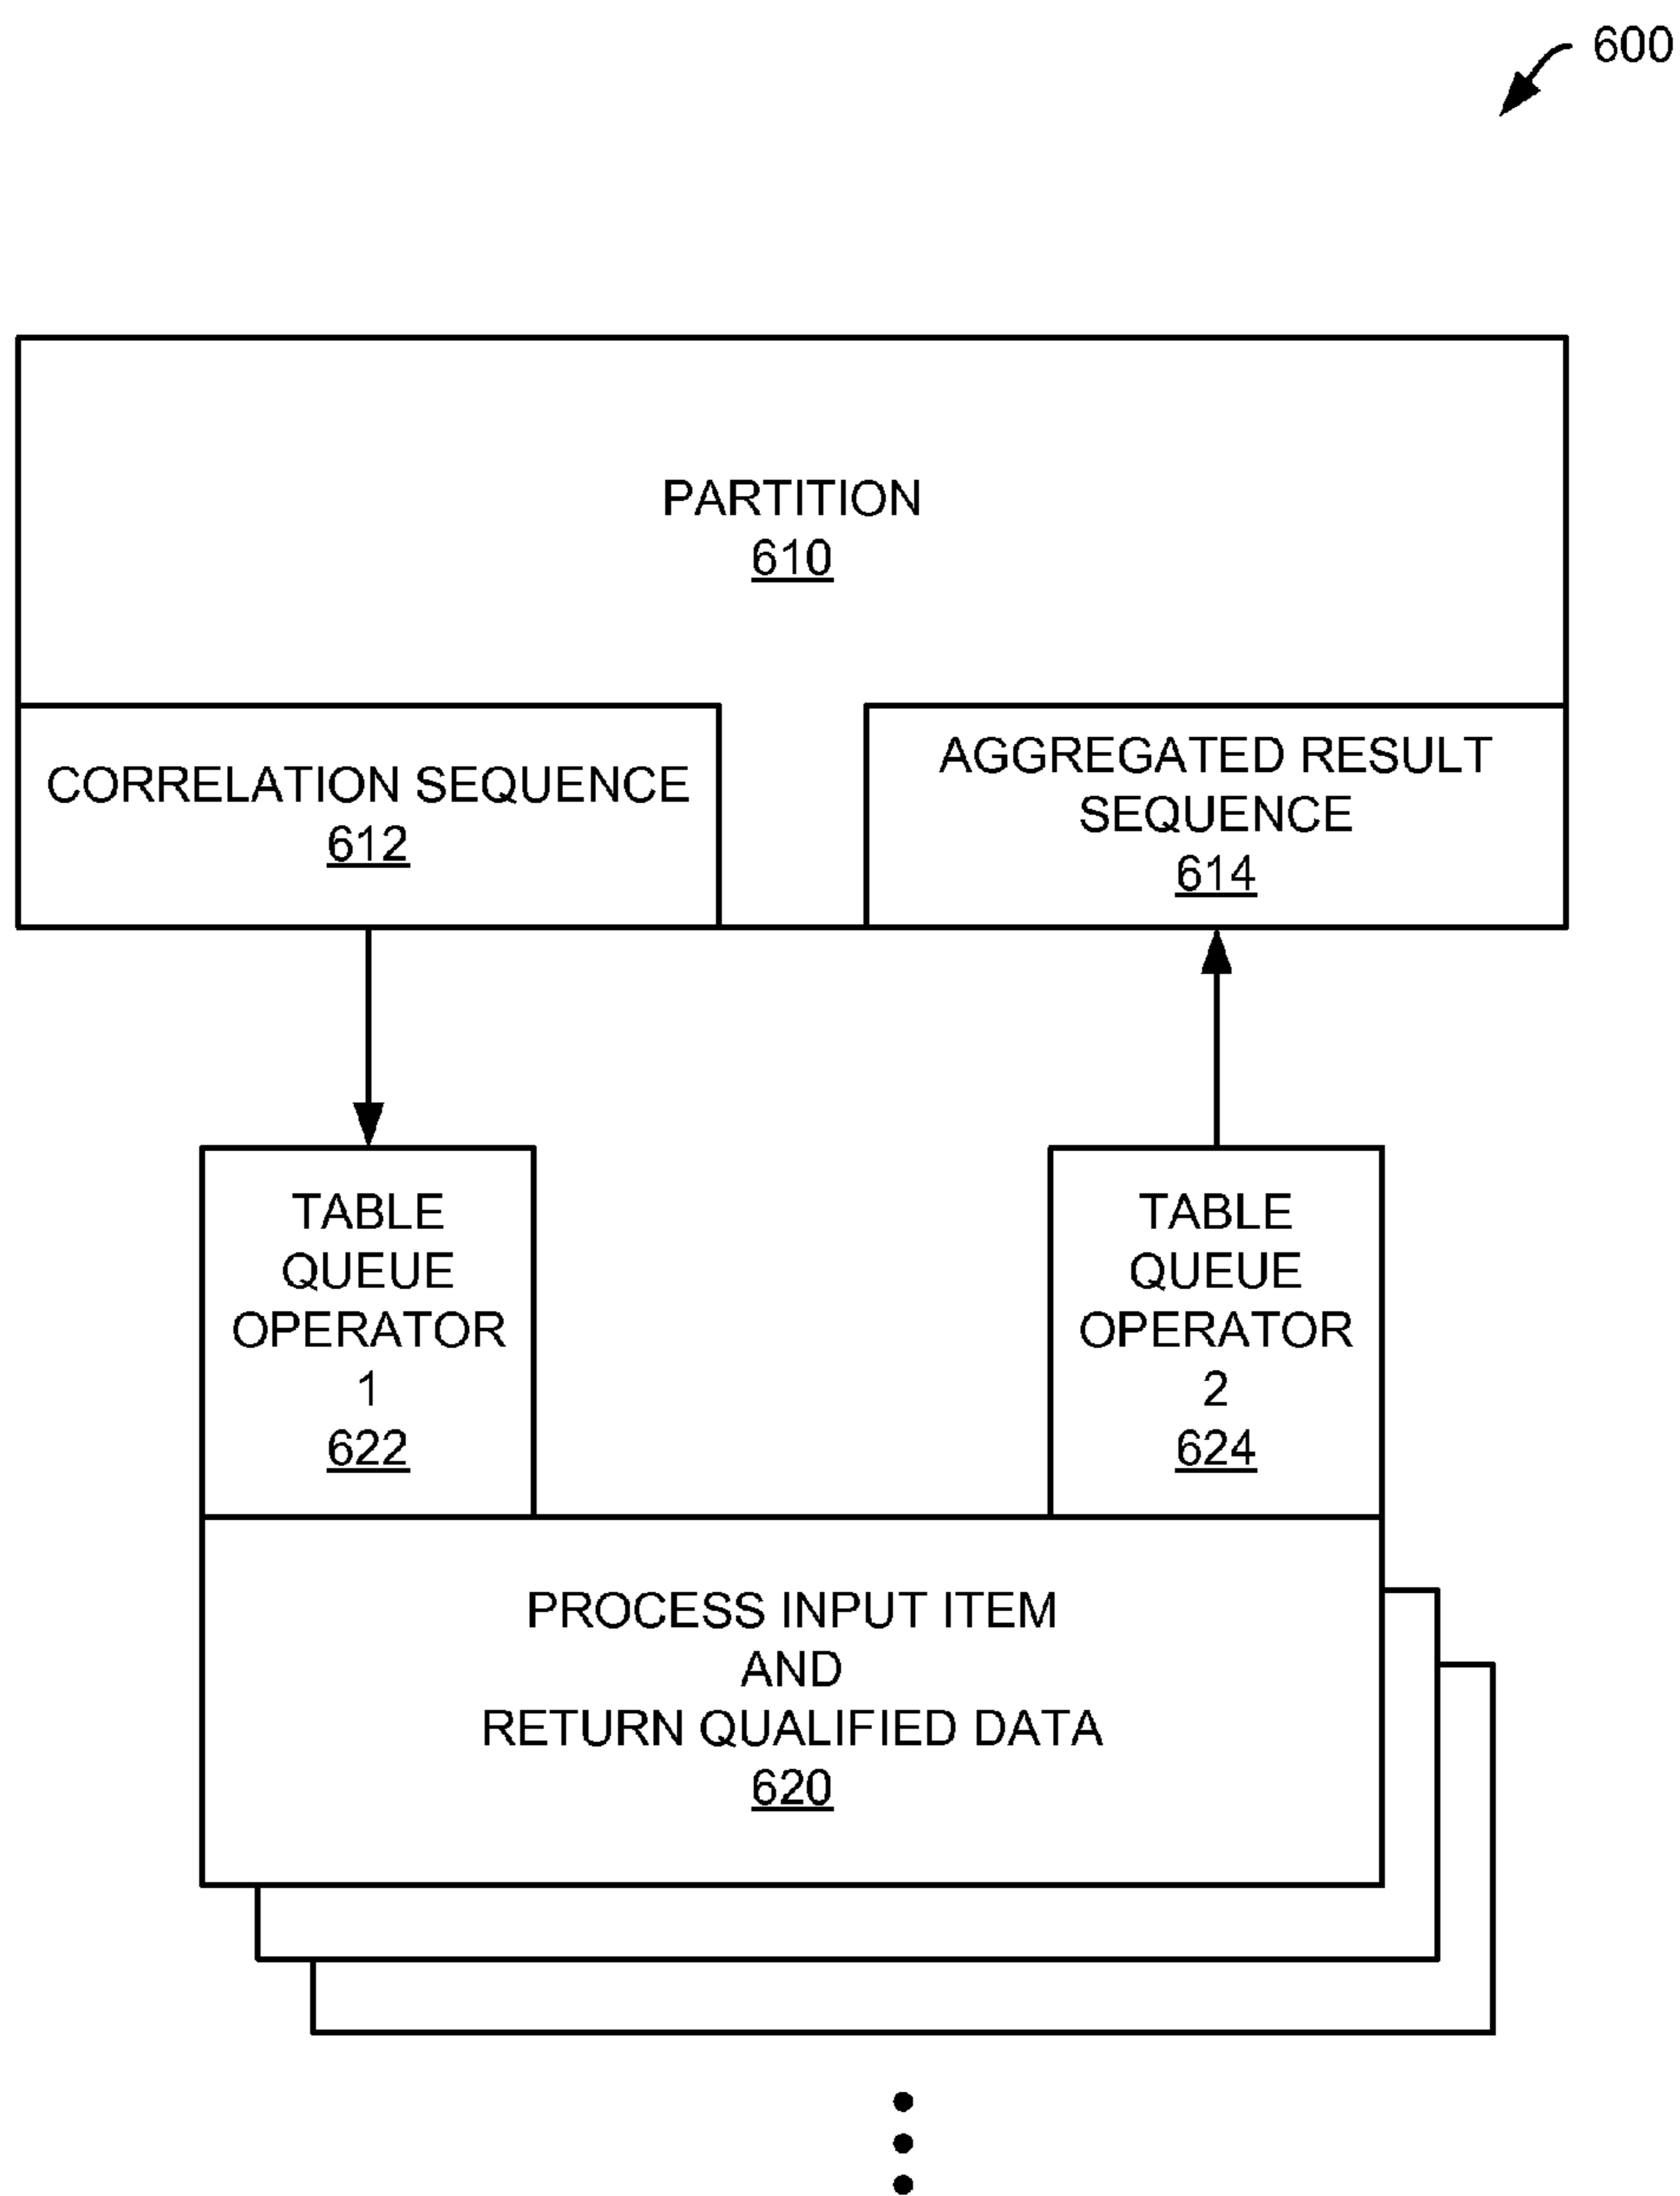 600
PARTITION
610
CORRELATION SEQUENCE
612
AGGREGATED RESULT
SEQUENCE
614
TABLE
QUEUE
OPERATOR
1
622
TABLE
QUEUE
OPERATOR
2
624
PROCESS INPUT ITEM
AND
RETURN QUALIFIED DATA
620